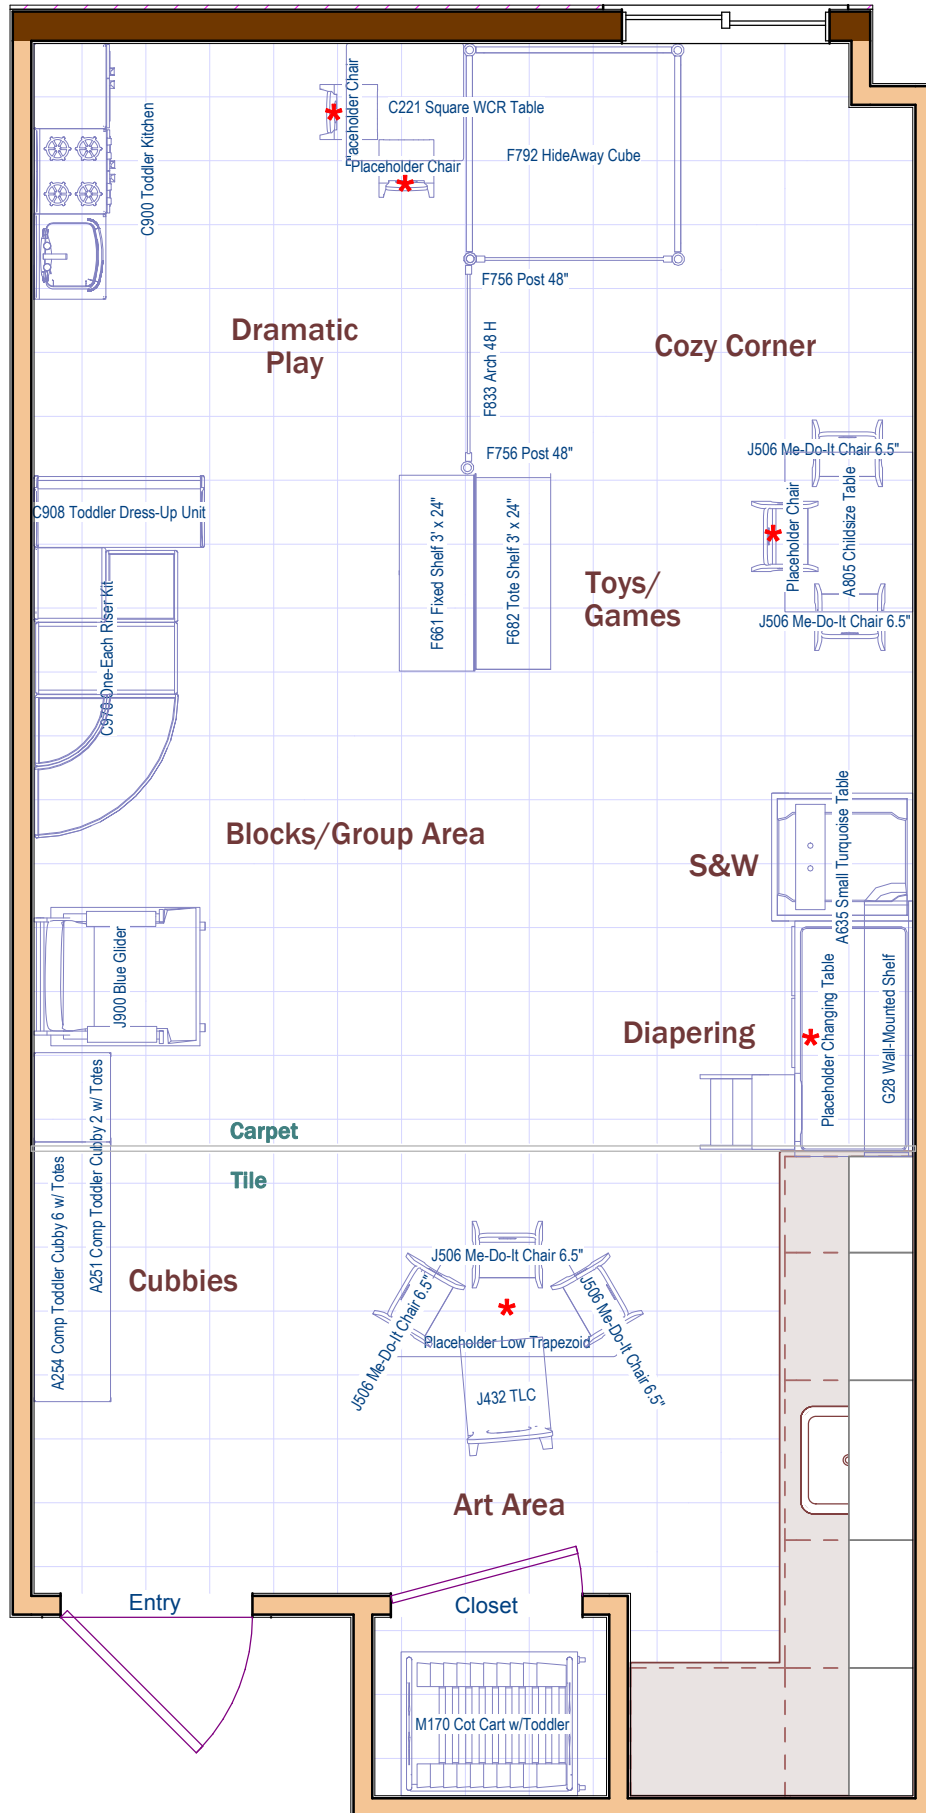 Placeholder Chair
C221 Square WCR Table
C900 Toddler Kitchen
F792 HideAway Cube
Placeholder Chair
*
*
F756 Post 48"
Dramatic
Play
F833 Arch 48 H
Cozy Corner
F756 Post 48"
J506 Me-Do-It Chair 6.5"
C908 Toddler Dress-Up Unit
F661 Fixed Shelf 3' x 24"
F682 Tote Shelf 3' x 24"
Placeholder Chair
*
A805 Childsize Table
Toys/
Games
J506 Me-Do-It Chair 6.5"
C970 One-Each Riser Kit
Blocks/Group Area
S&W
A635 Small Turquoise Table
J900 Blue Glider
Diapering
Placeholder Changing Table
*
G28 Wall-Mounted Shelf
Carpet
Tile
A251 Comp Toddler Cubby 2 w/ Totes
A254 Comp Toddler Cubby 6 w/ Totes
Cubbies
J506 Me-Do-It Chair 6.5"
J506 Me-Do-It Chair 6.5"
J506 Me-Do-It Chair 6.5"
*
Placeholder Low Trapezoid
J432 TLC
Art Area
Entry
Closet
M170 Cot Cart w/Toddler